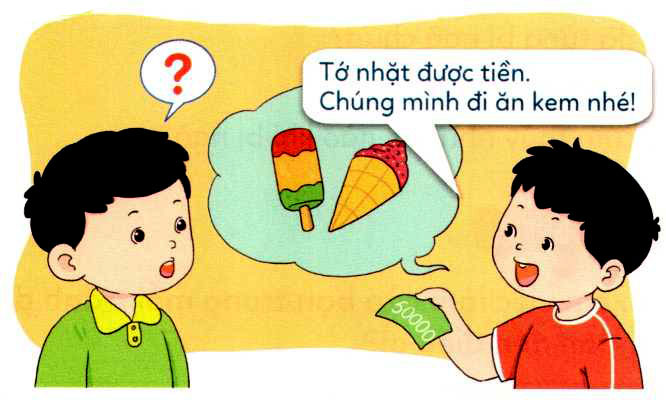 ?
Tớ nhặt được tiền.
Chúng mình đi ăn kem nhé!
50000